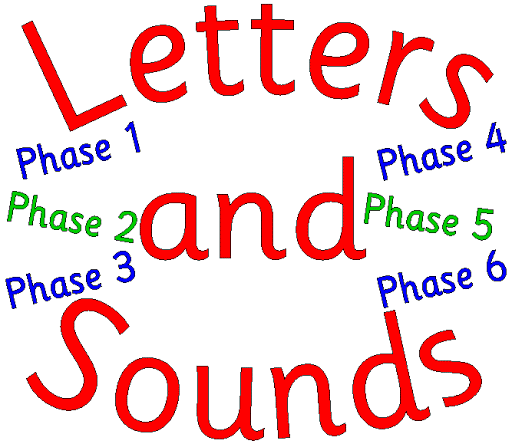 Letters
Phase 1
Phase 4
Phase 2
and
Phase 5
Phase 3
Phase 6
Sounds